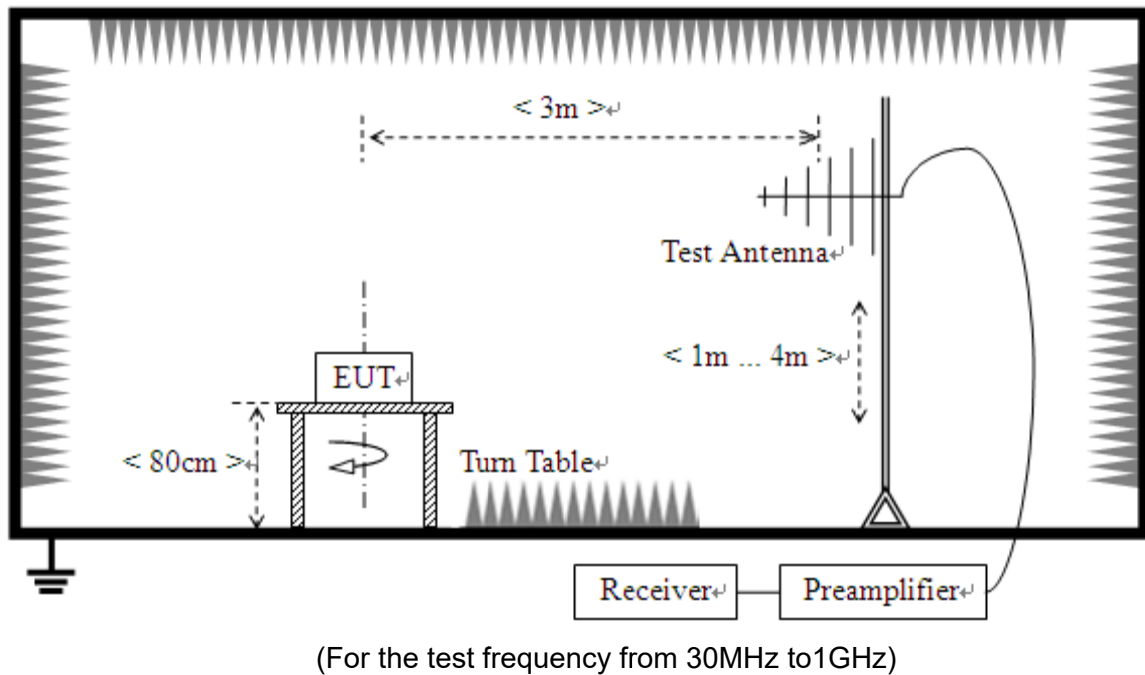 < 3m >
Test Antenna
< 1m ... 4m >
EUT
< 80cm >
Turn Table
Receiver
Preamplifier
(For the test frequency from 30MHz to1GHz)